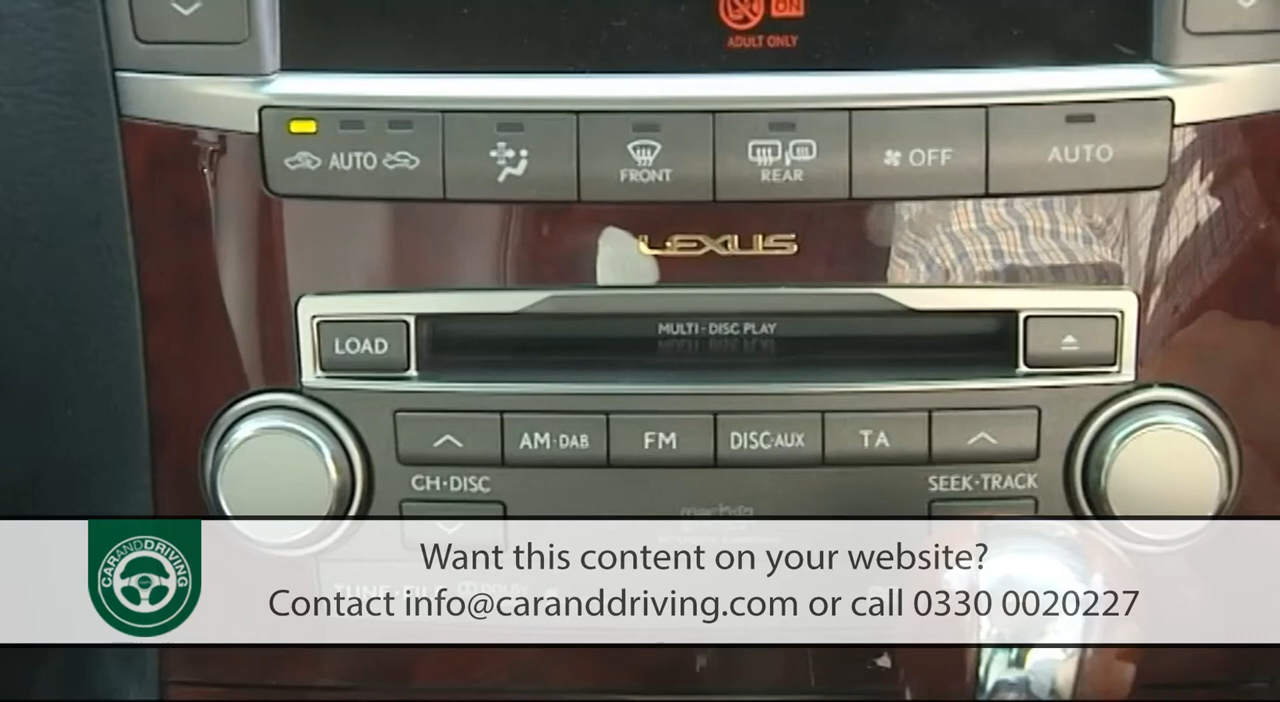 ON
ADULT ONLY
AUTO
FRONT
REAR
OFF
AUTO
LEXUS
MULTI-DISC PLAY
LOAD
AM·DAB
FM
DISC·AUX
TA
CH·DISC
SEEK·TRACK
CARANDDRIVING
Want this content on your website?
Contact info@caranddriving.com or call 0330 0020227